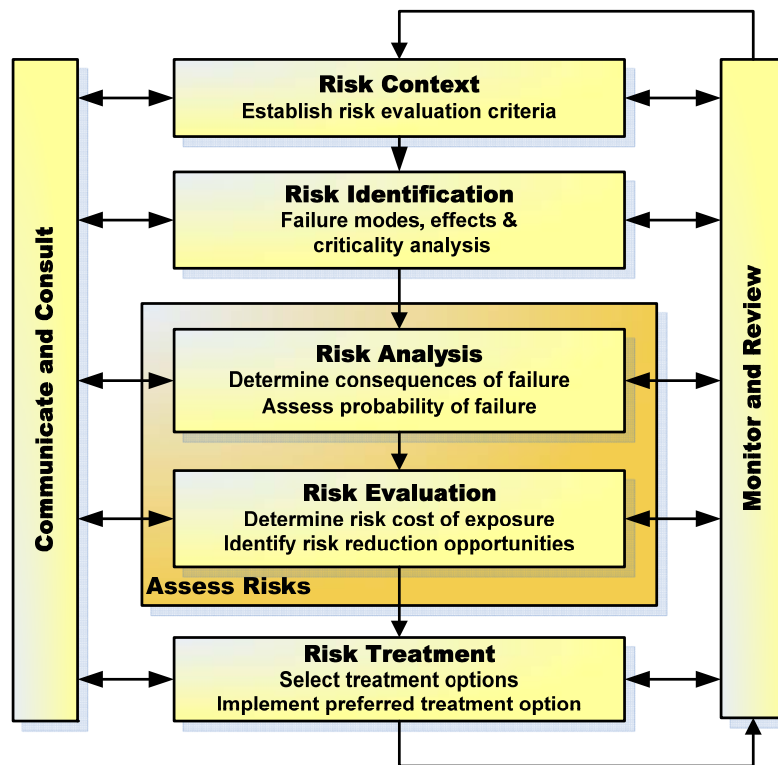 Communicate and Consult
Risk Context
Establish risk evaluation criteria
Risk Identification
Failure modes, effects &
criticality analysis
Risk Analysis
Determine consequences of failure
Assess probability of failure
Risk Evaluation
Determine risk cost of exposure
Identify risk reduction opportunities
Assess Risks
Risk Treatment
Select treatment options
Implement preferred treatment option
Monitor and Review